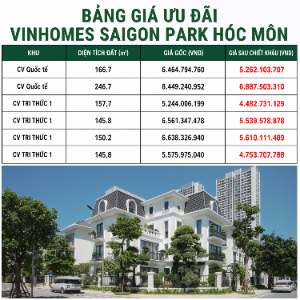 BẢNG GIÁ ƯU ĐÃI
VINHOMES SAIGON PARK HÓC MÔN
KHU DIỆN TÍCH ĐẤT (m²) GIÁ GỐC (VNĐ) GIÁ SAU CHIẾT KHẤU (VNĐ)
CV Quốc tế 166.7 6.464.794.760 5.262.103.707
CV Quốc tế 246.7 8.449.240.952 6.887.503.310
CV TRI THỨC 1 157,7 5.244.006.199 4.482.731.129
CV TRI THỨC 1 145.8 6.561.347.478 5.539.578.878
CV TRI THỨC 1 150.2 6.638.326.940 5.610.111.489
CV TRI THỨC 1 145,8 5.575.975.040 4.753.707.788